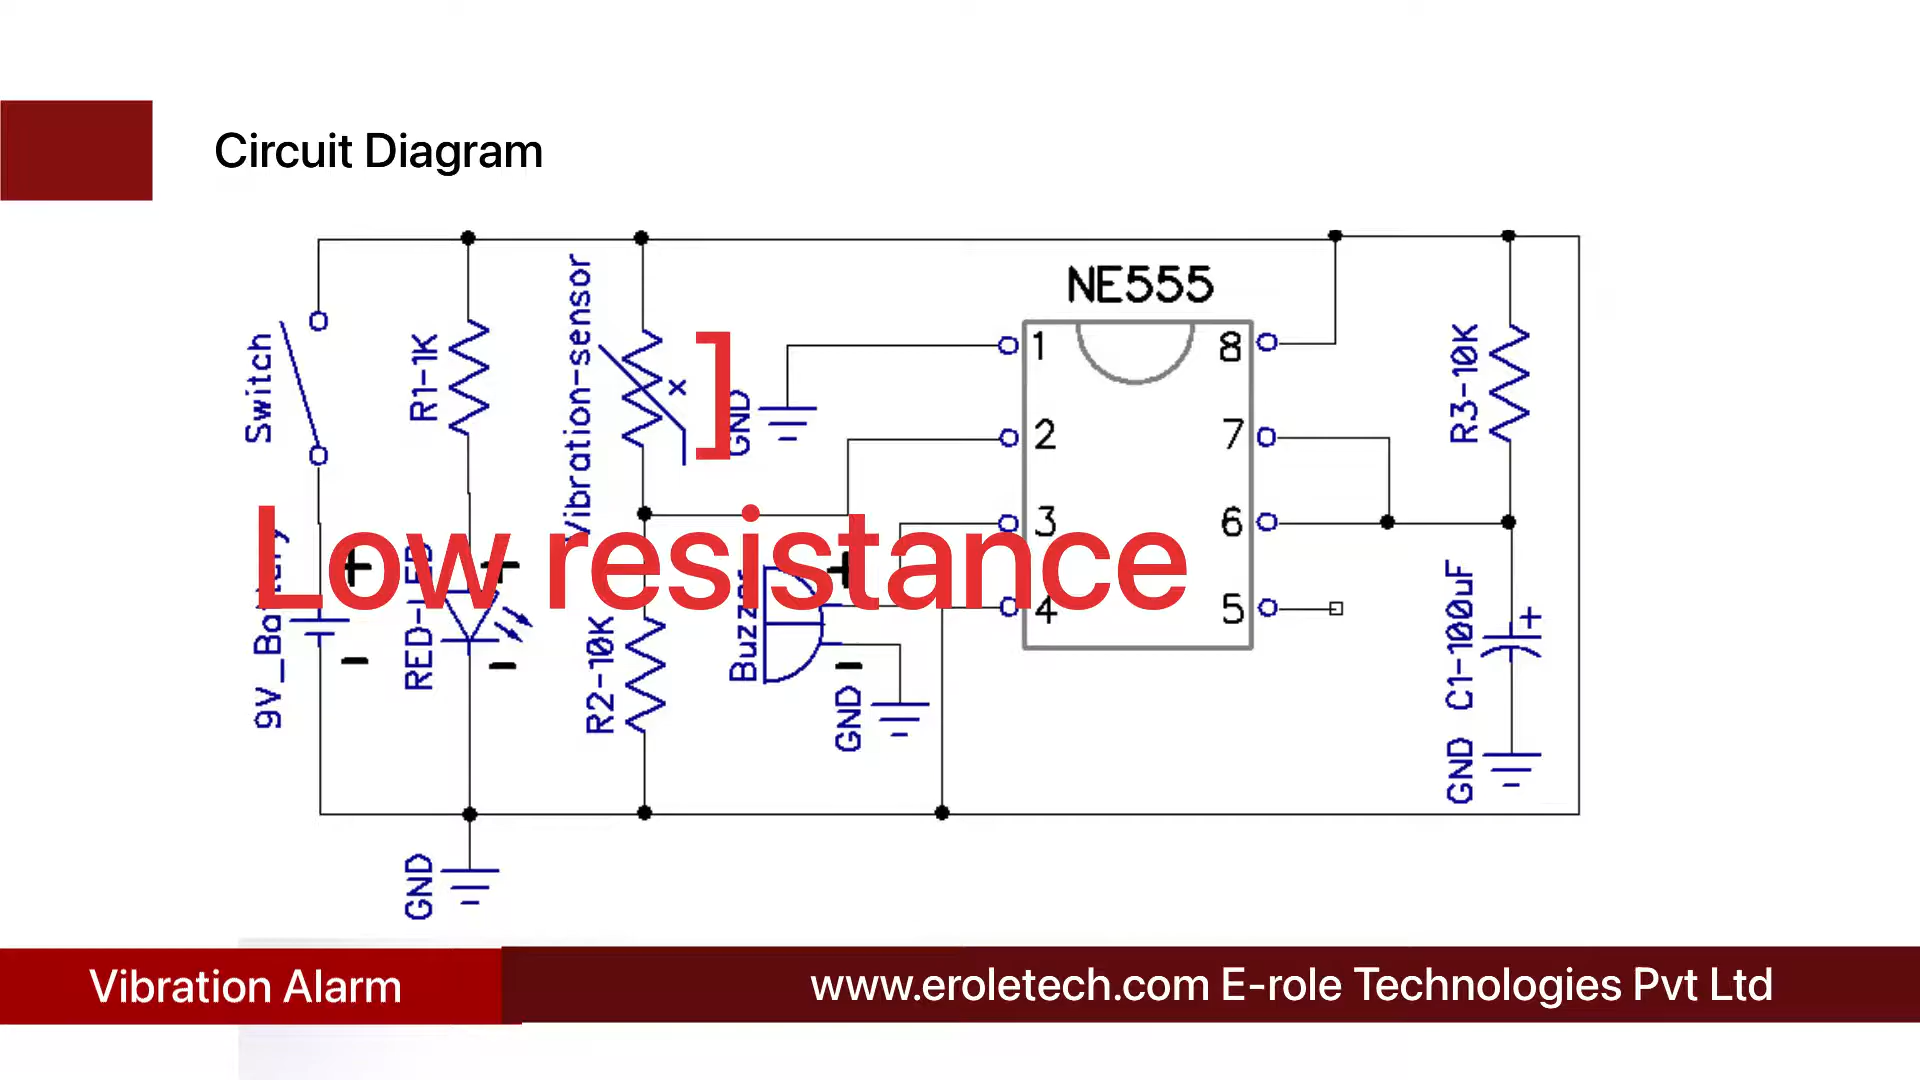 Circuit Diagram
NE555
Switch
R1-1K
Vibration-sensor
x
GND
1
2
3
4
8
7
6
5
R3-10K
Low resistance
9V_Battery
+
-
RED-LED
+
-
R2-10K
Buzzer
+
-
GND
C1-100uF
+
GND
GND
Vibration Alarm
www.eroletech.com E-role Technologies Pvt Ltd